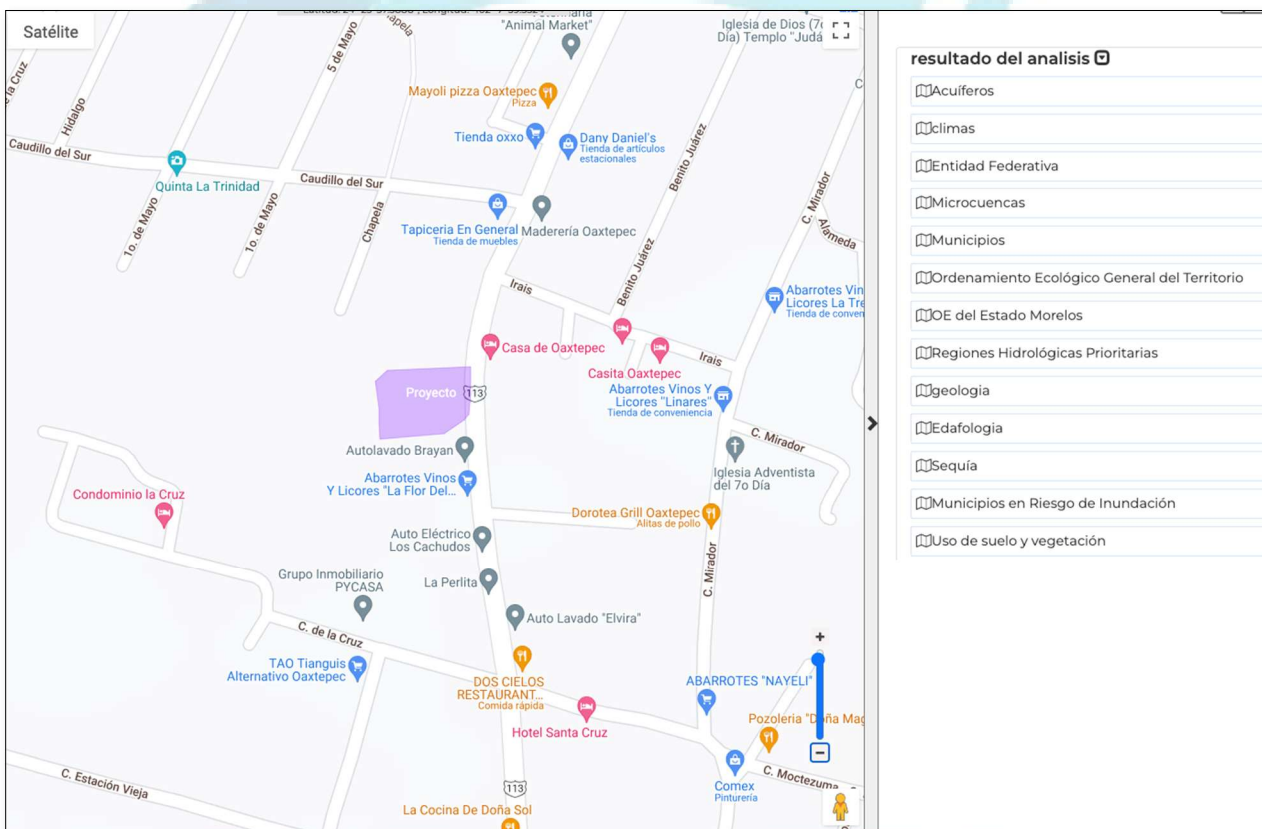 Satélite
"Animal Market"
Iglesia de Dios (7
Día) Templo "Judá
5 de Mayo
Hidalgo
Mayoli pizza Oaxtepec
Pizza
Tienda oxxo
Dany Daniel's
Tienda de artículos
estacionales
Benito Juárez
Caudillo del Sur
Quinta La Trinidad
Caudillo del Sur
C. Mirador
1o. de Mayo
1o. de Mayo
Chapela
Tapiceria En General
Tienda de muebles
Maderería Oaxtepec
Alameda
Benito Juárez
Irais
Abarrotes Vin
Licores La Tre
Tienda de conven
Casa de Oaxtepec
Casita Oaxtepec
Irais
Proyecto
113
Abarrotes Vinos Y
Licores "Linares"
Tienda de conveniencia
C. Mirador
Autolavado Brayan
Iglesia Adventista
del 7o Día
Abarrotes Vinos
Y Licores "La Flor Del...
Condominio la Cruz
Dorotea Grill Oaxtepec
Alitas de pollo
Auto Eléctrico
Los Cachudos
C. Mirador
Grupo Inmobiliario
PYCASA
La Perlita
Auto Lavado "Elvira"
C. de la Cruz
TAO Tianguis
Alternativo Oaxtepec
DOS CIELOS
RESTAURANT...
Comida rápida
ABARROTES "NAYELI"
Hotel Santa Cruz
Pozoleria "Doña Mag
C. Estación Vieja
113
Comex
Pinturería
C. Moctezuma
La Cocina De Doña Sol
resultado del analisis
Acuíferos
climas
Entidad Federativa
Microcuencas
Municipios
Ordenamiento Ecológico General del Territorio
OE del Estado Morelos
Regiones Hidrológicas Prioritarias
geologia
Edafologia
Sequía
Municipios en Riesgo de Inundación
Uso de suelo y vegetación